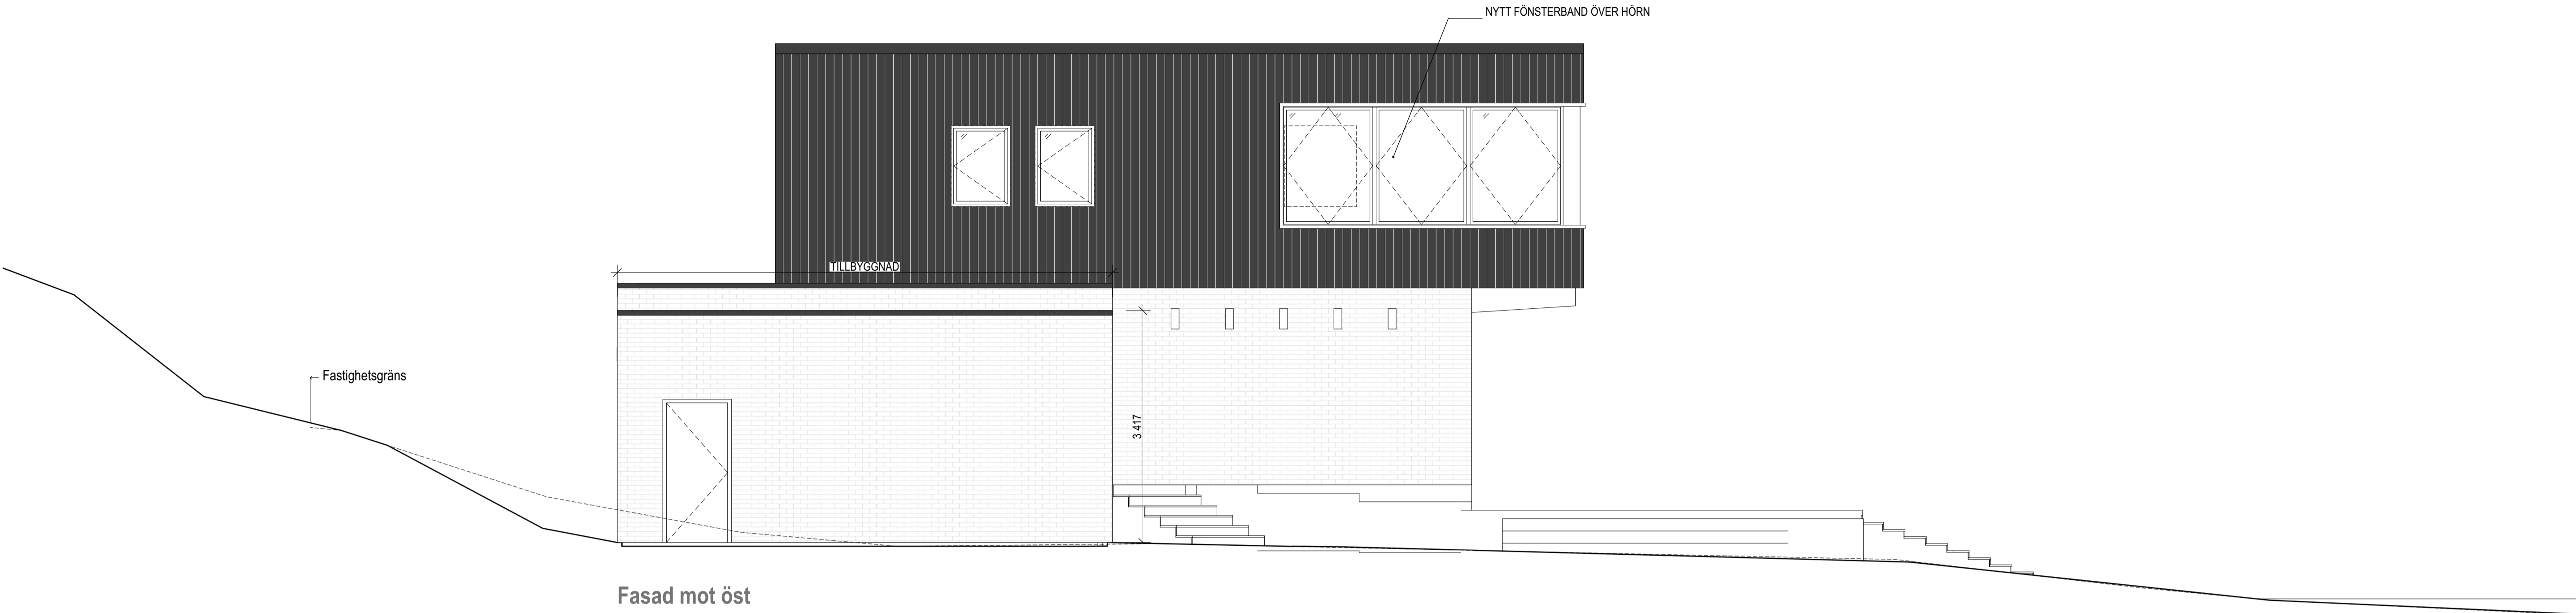 NYTT FÖNSTERBAND ÖVER HÖRN
TILLBYGGNAD
Fastighetsgräns
3 417
Fasad mot öst